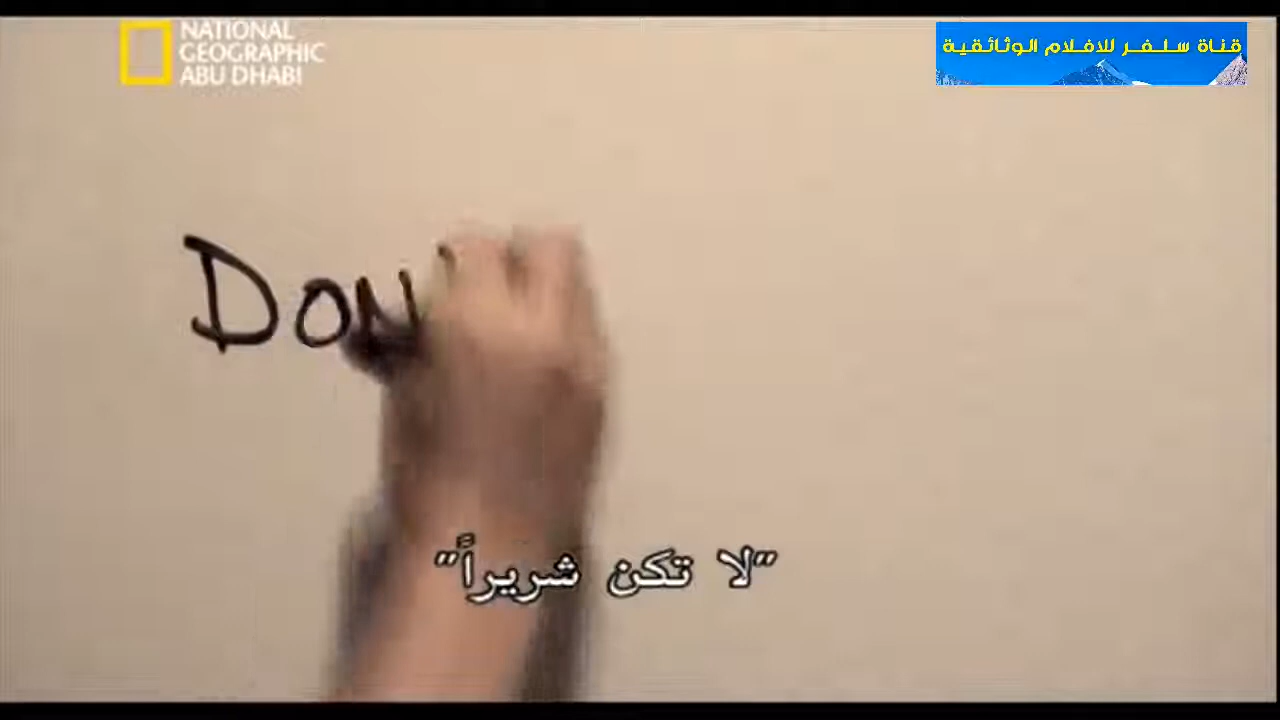 NATIONAL
GEOGRAPHIC
ABU DHABI
قناة سلفر للافلام الوثائقية
DON'
"لا تكن شريراً"